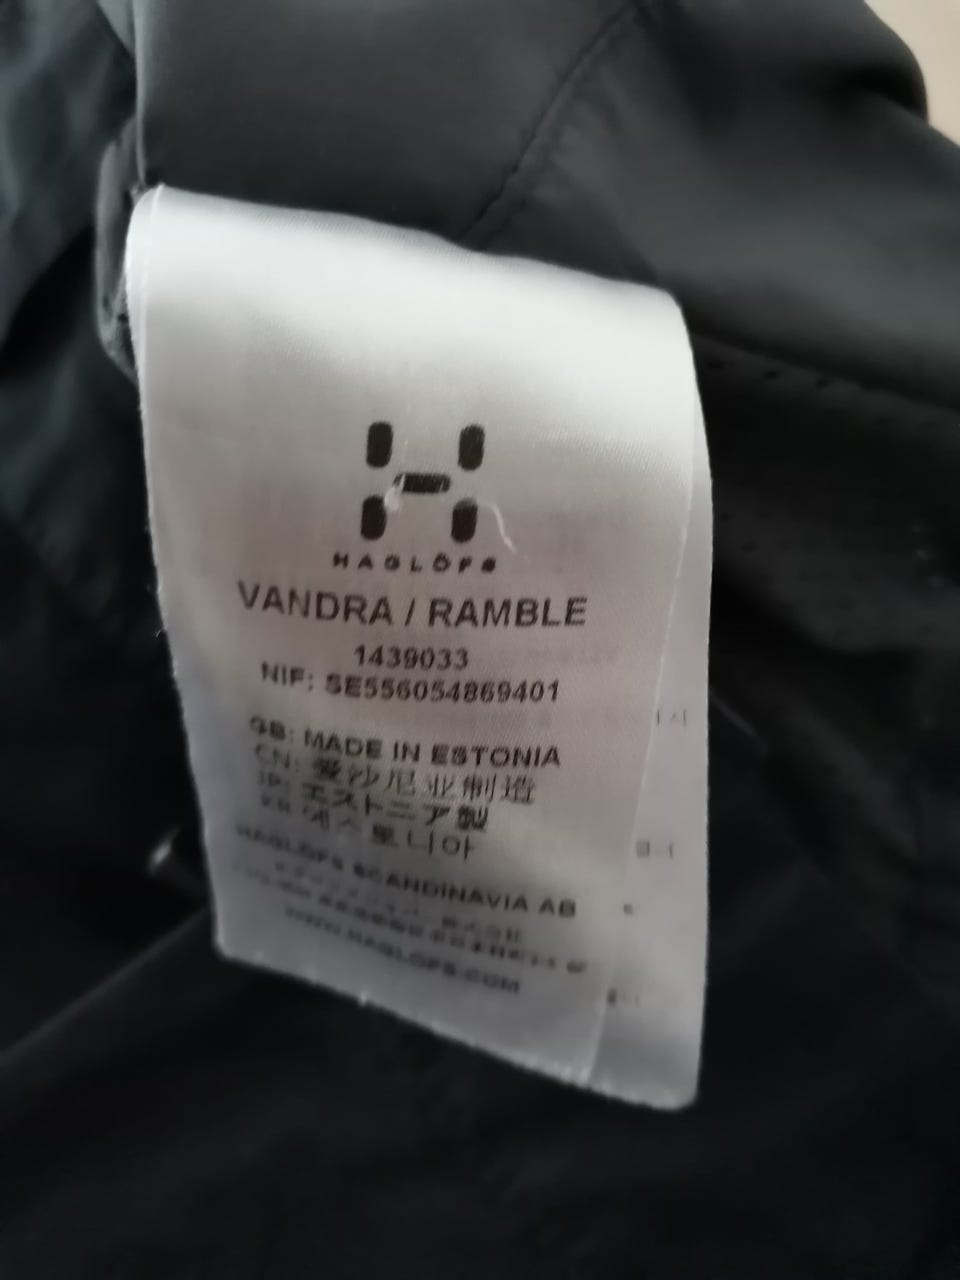 HAGLÖFS
VANDRA / RAMBLE
1439033
NIF: SE556054869401
GB: MADE IN ESTONIA
CN: 爱沙尼亚制造
JP: エストニア製
KR 에스토니아
HAGLÖFS SCANDINAVIA AB
WWW.HAGLOFS.COM